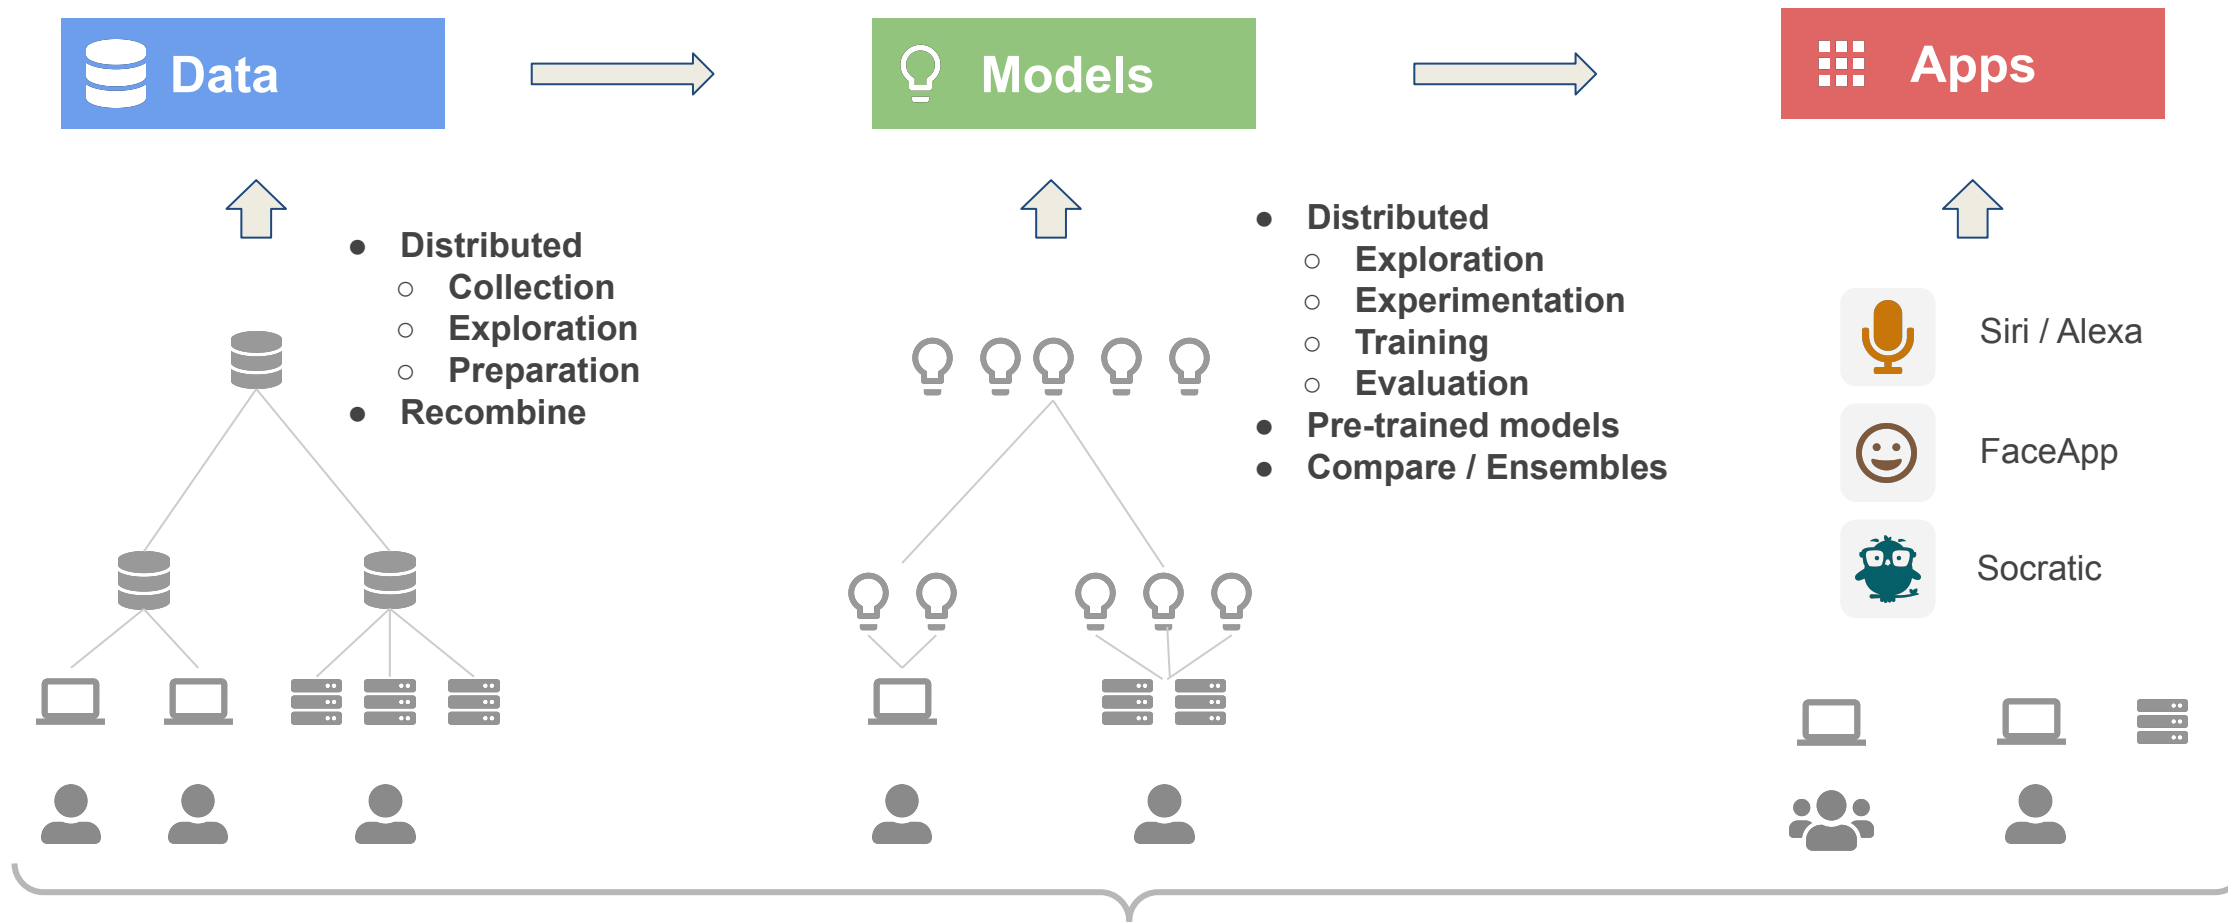 Data
Models
Apps
● Distributed
○ Collection
○ Exploration
○ Preparation
● Recombine
● Distributed
○ Exploration
○ Experimentation
○ Training
○ Evaluation
● Pre-trained models
● Compare / Ensembles
Siri / Alexa
FaceApp
Socratic